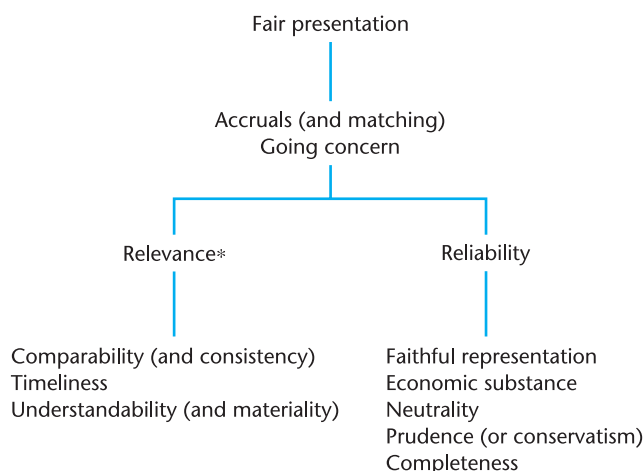 Fair presentation
Accruals (and matching)
Going concern
Relevance*
Reliability
Comparability (and consistency)
Timeliness
Understandability (and materiality)
Faithful representation
Economic substance
Neutrality
Prudence (or conservatism)
Completeness